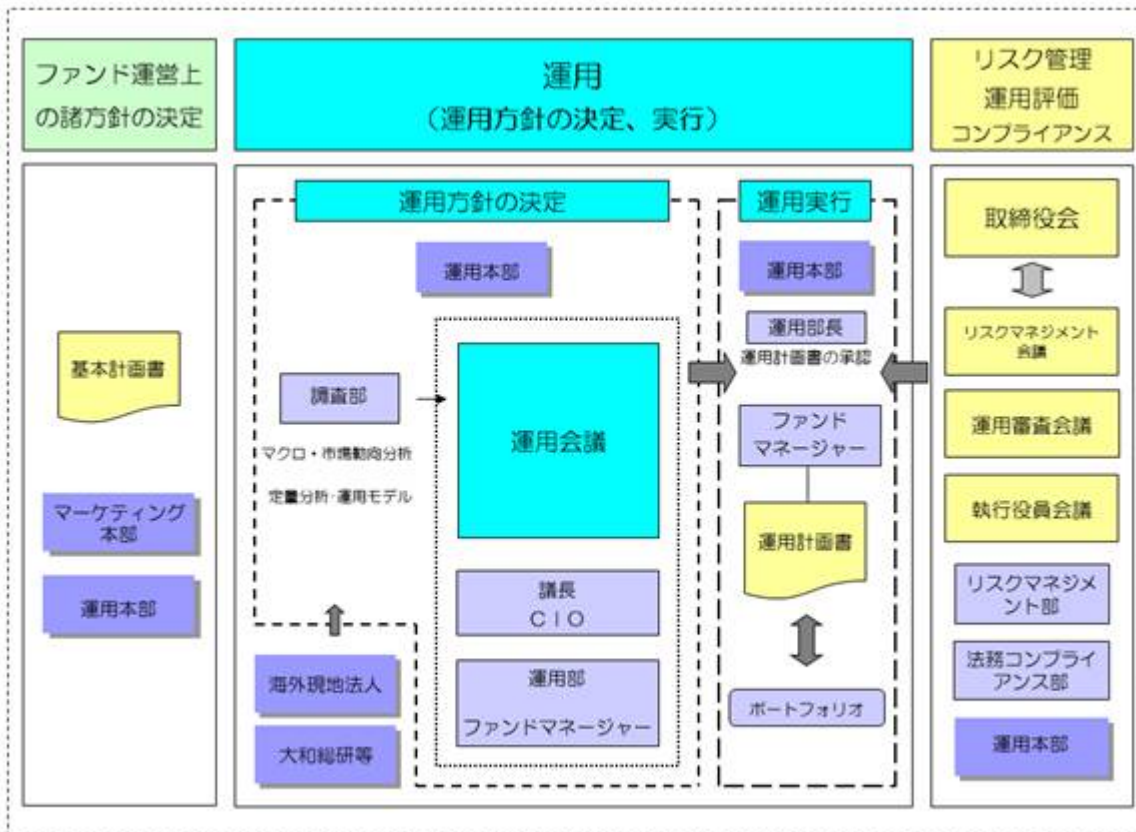 ファンド運営上
の諸方針の決定
運用
（運用方針の決定、実行）
リスク管理
運用評価
コンプライアンス
基本計画書
マーケティング
本部
運用本部
運用方針の決定
運用本部
調査部
マクロ・市場動向分析
定量分析・運用モデル
運用会議
議長
ＣＩＯ
運用部
ファンドマネージャー
海外現地法人
大和総研等
運用実行
運用本部
運用部長
運用計画書の承認
ファンド
マネージャー
運用計画書
ポートフォリオ
取締役会
リスクマネジメント
会議
運用審査会議
執行役員会議
リスクマネジメ
ント部
法務コンプライ
アンス部
運用本部